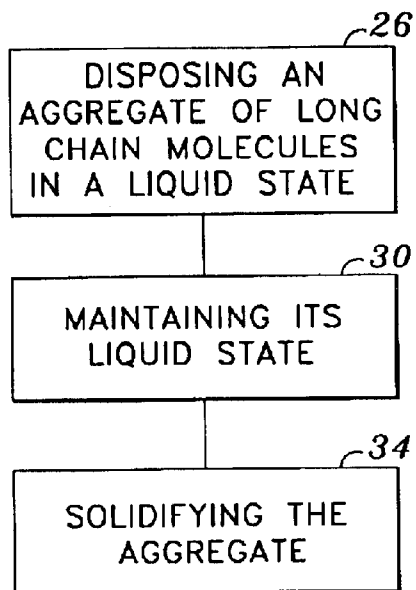 26
DISPOSING AN
AGGREGATE OF LONG
CHAIN MOLECULES
IN A LIQUID STATE
30
MAINTAINING ITS
LIQUID STATE
34
SOLIDIFYING THE
AGGREGATE